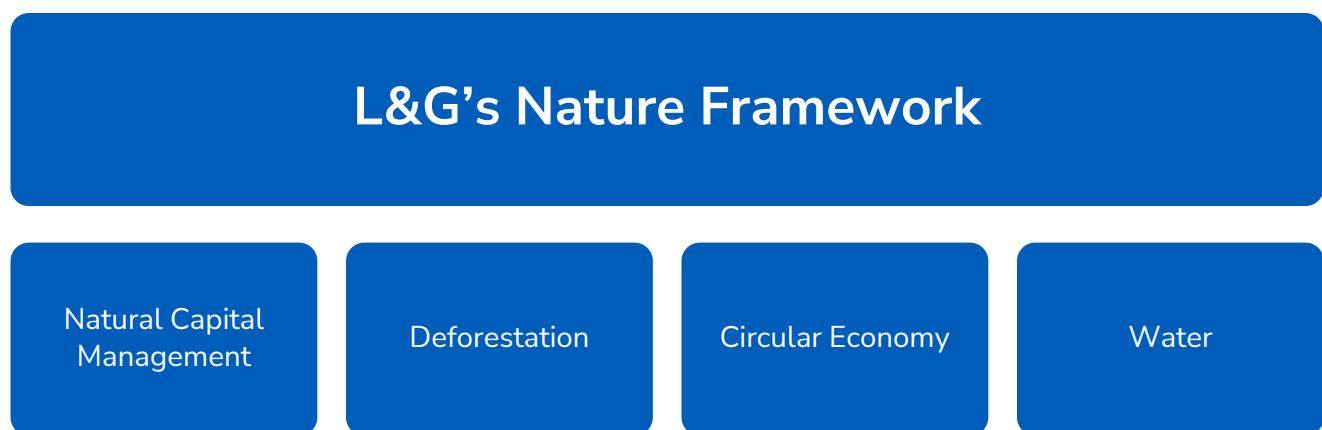 L&G’s Nature Framework
Natural Capital
Management
Deforestation
Circular Economy
Water